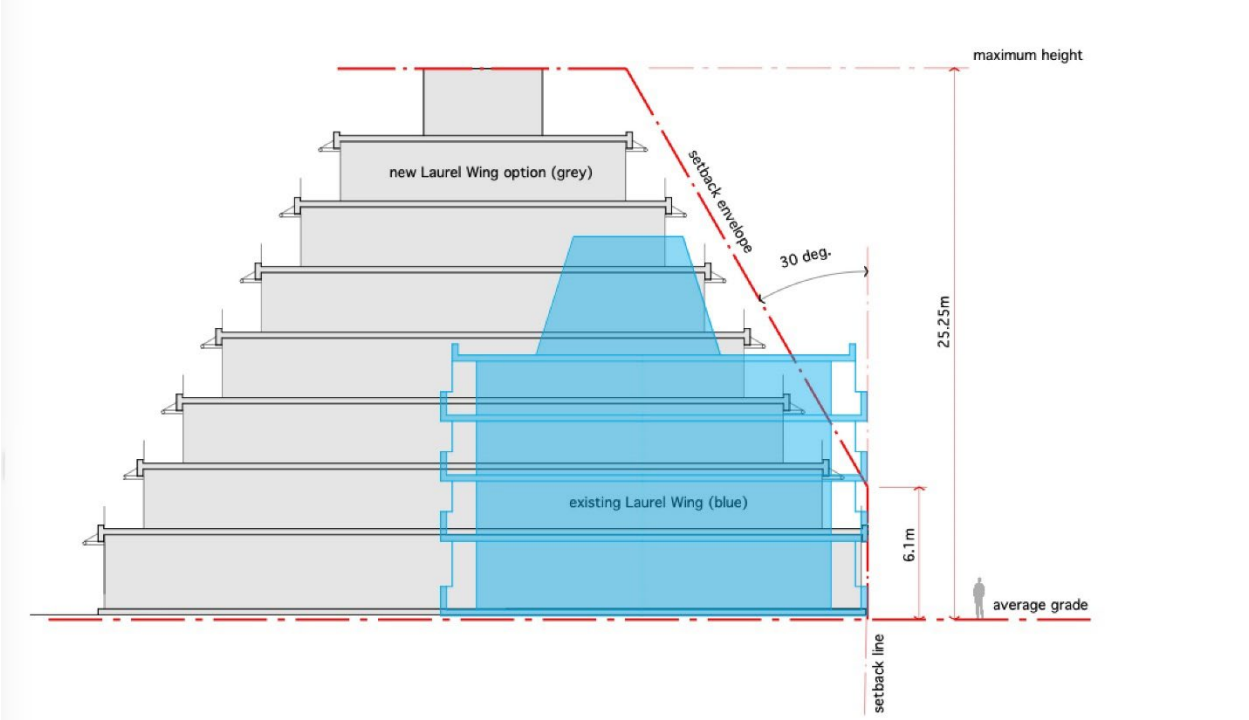 maximum height
new Laurel Wing option (grey)
setback envelope
30 deg.
25.25m
existing Laurel Wing (blue)
6.1m
average grade
setback line